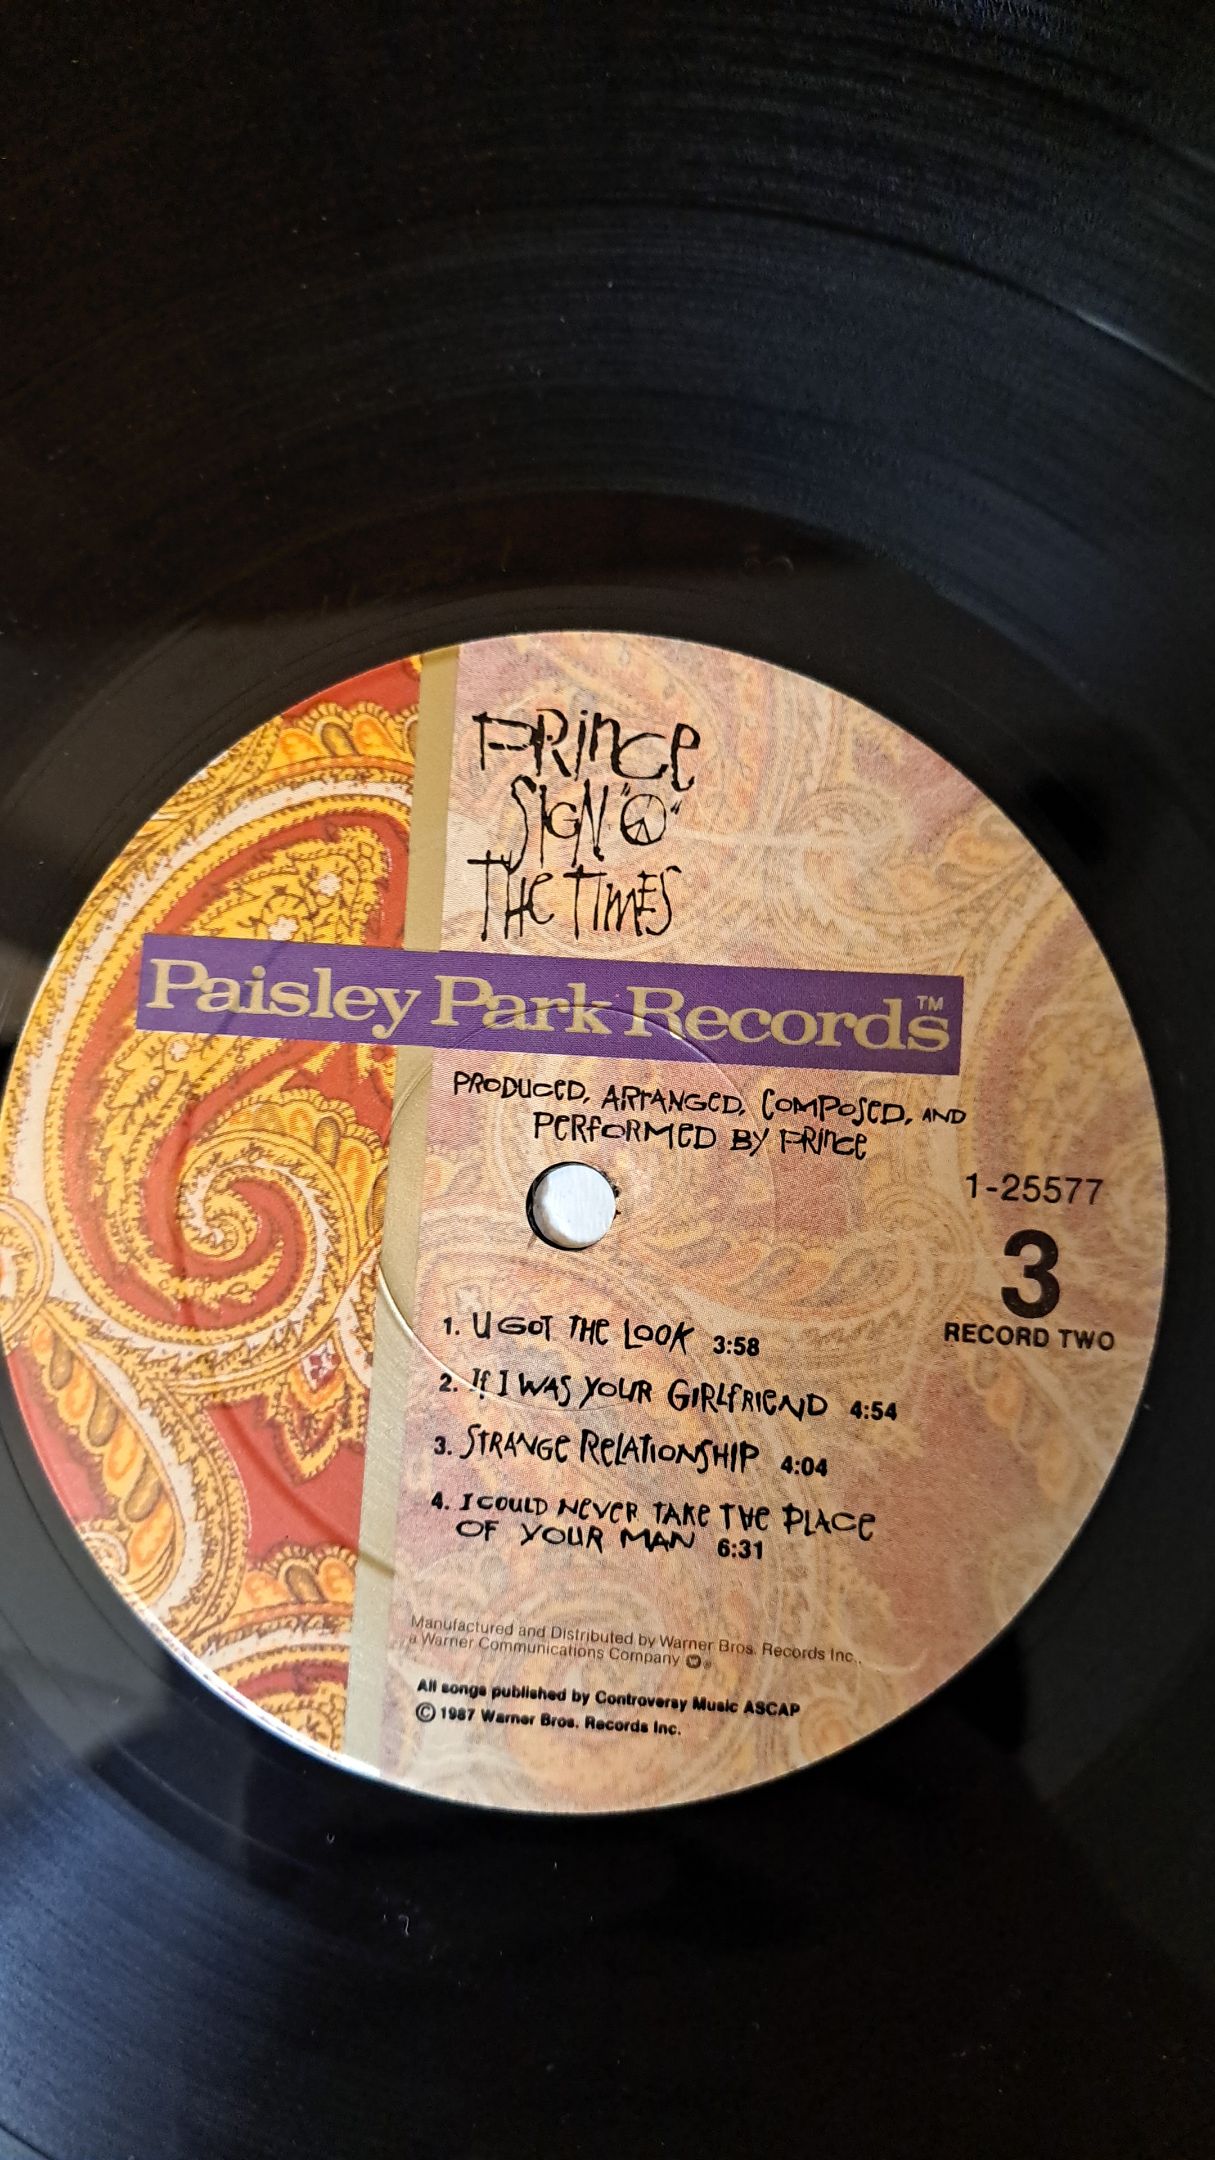 PRINCE
SIGN "☮"
THE TIMES
Paisley Park Records™
PRODUCED, ARRANGED, COMPOSED, AND
PERFORMED BY PRINCE
1-25577
3
RECORD TWO
1. U GOT THE LOOK 3:58
2. If I WAS YOUR GIRLFRIEND 4:54
3. STRANGE RELATIONSHIP 4:04
4. I COULD NEVER TAKE THE PLACE
OF YOUR MAN 6:31
Manufactured and Distributed by Warner Bros. Records Inc.,
a Warner Communications Company ⓦ®
All songs published by Controversy Music ASCAP
© 1987 Warner Bros. Records Inc.